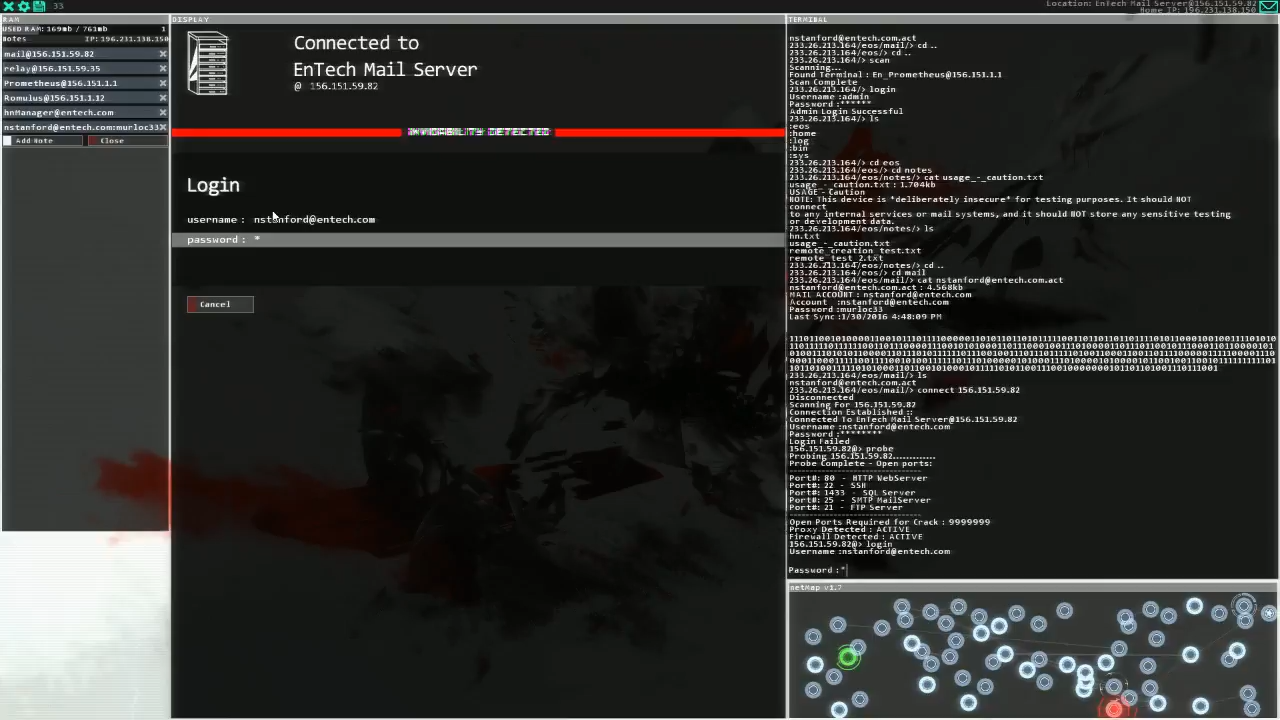 33
Location: EnTech Mail Server@156.151.59.82
Home IP: 196.231.138.150
RAM
USED RAM: 169mb / 761mb 1
Notes IP: 196.231.138.150
mail@156.151.59.82
relay@156.151.59.35
Prometheus@156.151.1.1
Romulus@156.151.1.12
hnManager@entech.com
nstanford@entech.com:murloc33
Add Note Close
DISPLAY
Connected to
EnTech Mail Server
@ 156.151.59.82
Login
username : nstanford@entech.com
password : *
Cancel
TERMINAL
nstanford@entech.com.act
233.26.213.164/eos/mail/> cd ..
233.26.213.164/eos/> cd ..
233.26.213.164/> scan
Scanning...
Found Terminal : En_Prometheus@156.151.1.1
Scan Complete
233.26.213.164/> login
Username :admin
Password :******
Admin Login Successful
233.26.213.164/> ls
:eos
:home
:log
:bin
:sys
233.26.213.164/> cd eos
233.26.213.164/eos/> cd notes
233.26.213.164/eos/notes/> cat usage_-_caution.txt
usage_-_caution.txt : 1.704kb
USAGE - Caution
NOTE: This device is *deliberately insecure* for testing purposes. It should NOT
connect
to any internal services or mail systems, and it should NOT store any sensitive testing
or development data.
233.26.213.164/eos/notes/> ls
hn.txt
usage_-_caution.txt
remote_creation_test.txt
remote_test_2.txt
233.26.213.164/eos/notes/> cd ..
233.26.213.164/eos/> cd mail
233.26.213.164/eos/mail/> cat nstanford@entech.com.act
nstanford@entech.com.act : 4.568kb
MAIL ACCOUNT : nstanford@entech.com
Account  :nstanford@entech.com
Password :murloc33
Last Sync :1/30/2016 4:48:09 PM
233.26.213.164/eos/mail/> ls
nstanford@entech.com.act
233.26.213.164/eos/mail/> connect 156.151.59.82
Disconnected
Scanning For 156.151.59.82
Connection Established ::
Connected To EnTech Mail Server@156.151.59.82
Username :nstanford@entech.com
Password :********
Login Failed
156.151.59.82@> probe
Probing 156.151.59.82.............
Probe Complete - Open ports:
---------------------------------
Port#: 80  -  HTTP WebServer
Port#: 22  -  SSH
Port#: 1433  -  SQL Server
Port#: 25  -  SMTP MailServer
Port#: 21  -  FTP Server
---------------------------------
Open Ports Required for Crack : 9999999
Proxy Detected : ACTIVE
Firewall Detected : ACTIVE
156.151.59.82@> login
Username :nstanford@entech.com
Password :*
netMap v1.7